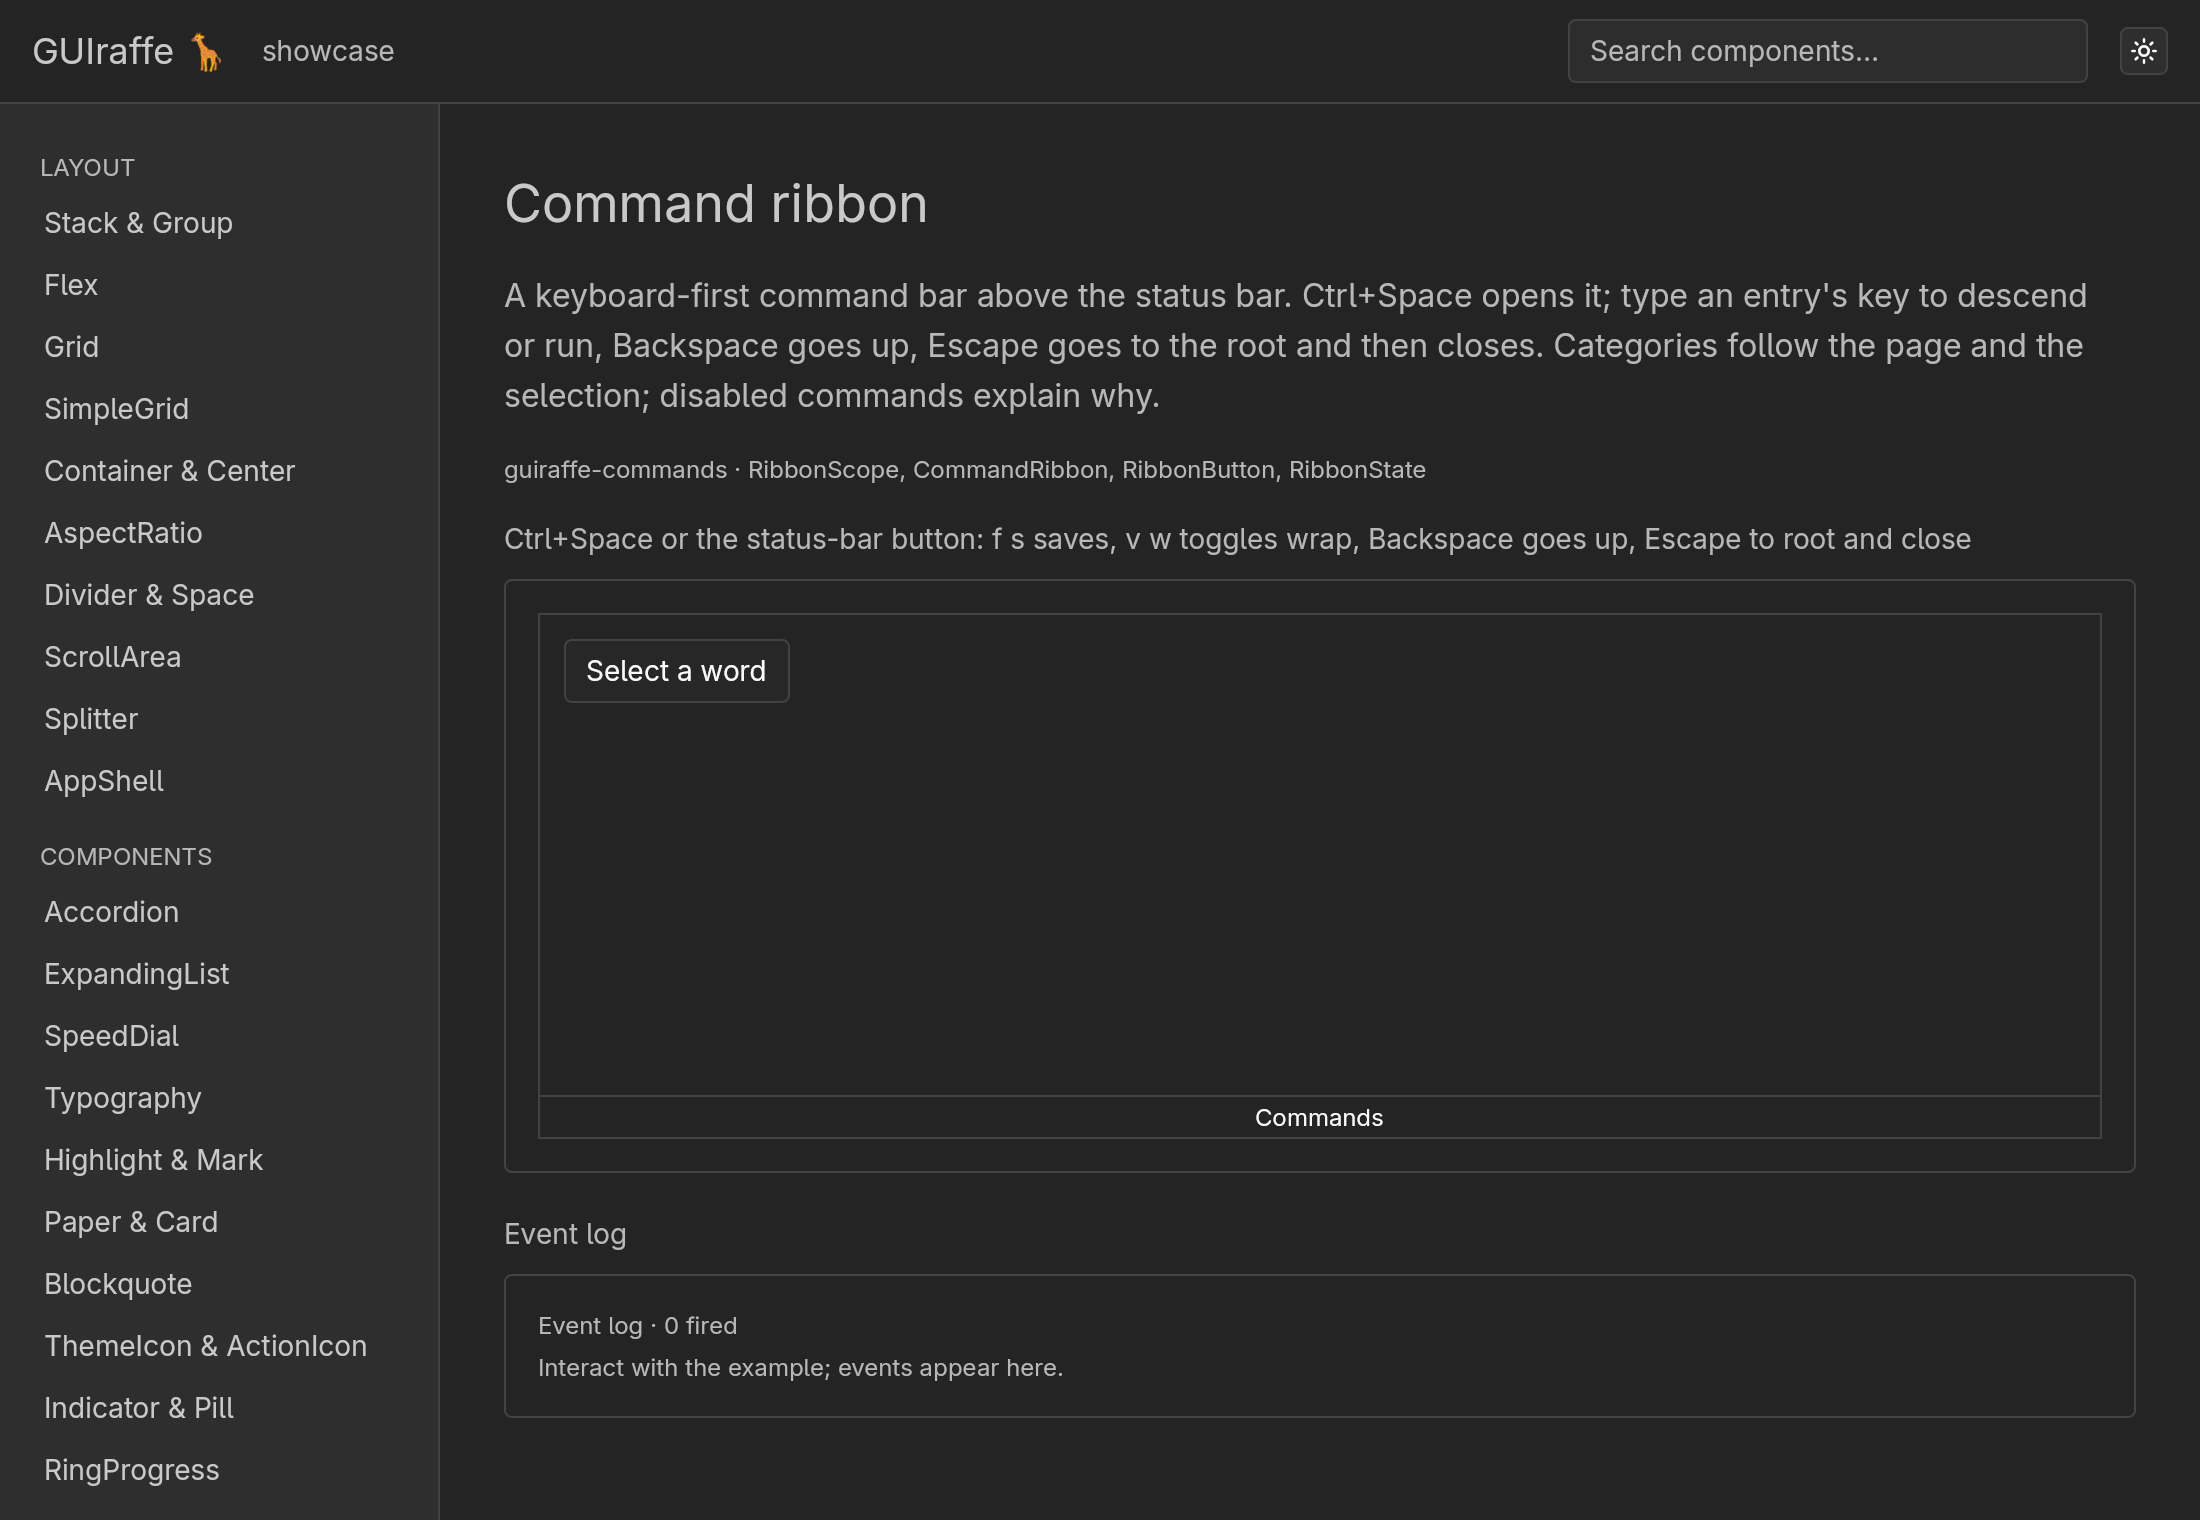 GUIraffe showcase
Search components...
LAYOUT
Stack & Group
Flex
Grid
SimpleGrid
Container & Center
AspectRatio
Divider & Space
ScrollArea
Splitter
AppShell
COMPONENTS
Accordion
ExpandingList
SpeedDial
Typography
Highlight & Mark
Paper & Card
Blockquote
ThemeIcon & ActionIcon
Indicator & Pill
RingProgress
Command ribbon
A keyboard-first command bar above the status bar. Ctrl+Space opens it; type an entry's key to descend
or run, Backspace goes up, Escape goes to the root and then closes. Categories follow the page and the
selection; disabled commands explain why.
guiraffe-commands · RibbonScope, CommandRibbon, RibbonButton, RibbonState
Ctrl+Space or the status-bar button: f s saves, v w toggles wrap, Backspace goes up, Escape to root and close
Select a word
Commands
Event log
Event log · 0 fired
Interact with the example; events appear here.